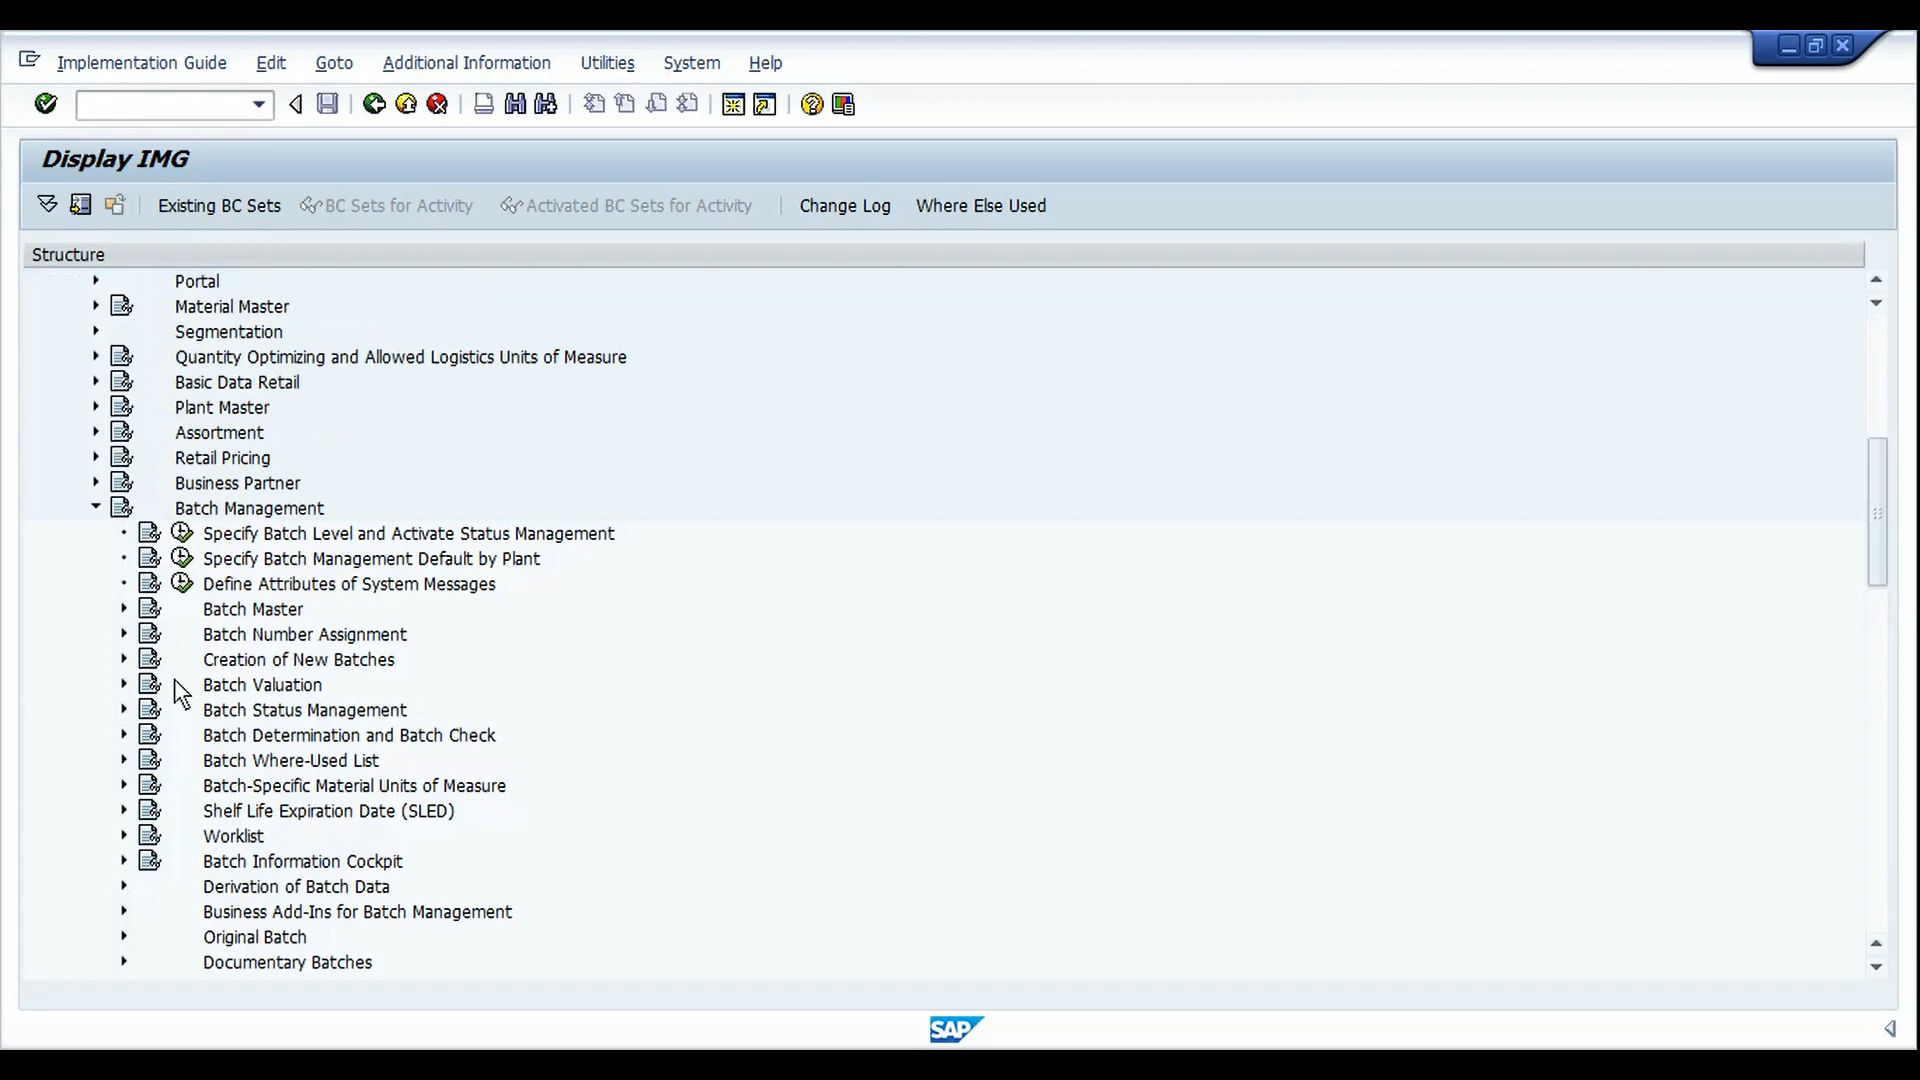 Implementation Guide Edit Goto Additional Information Utilities System Help
Display IMG
Existing BC Sets BC Sets for Activity Activated BC Sets for Activity Change Log Where Else Used
Structure
Portal
Material Master
Segmentation
Quantity Optimizing and Allowed Logistics Units of Measure
Basic Data Retail
Plant Master
Assortment
Retail Pricing
Business Partner
Batch Management
Specify Batch Level and Activate Status Management
Specify Batch Management Default by Plant
Define Attributes of System Messages
Batch Master
Batch Number Assignment
Creation of New Batches
Batch Valuation
Batch Status Management
Batch Determination and Batch Check
Batch Where-Used List
Batch-Specific Material Units of Measure
Shelf Life Expiration Date (SLED)
Worklist
Batch Information Cockpit
Derivation of Batch Data
Business Add-Ins for Batch Management
Original Batch
Documentary Batches
SAP